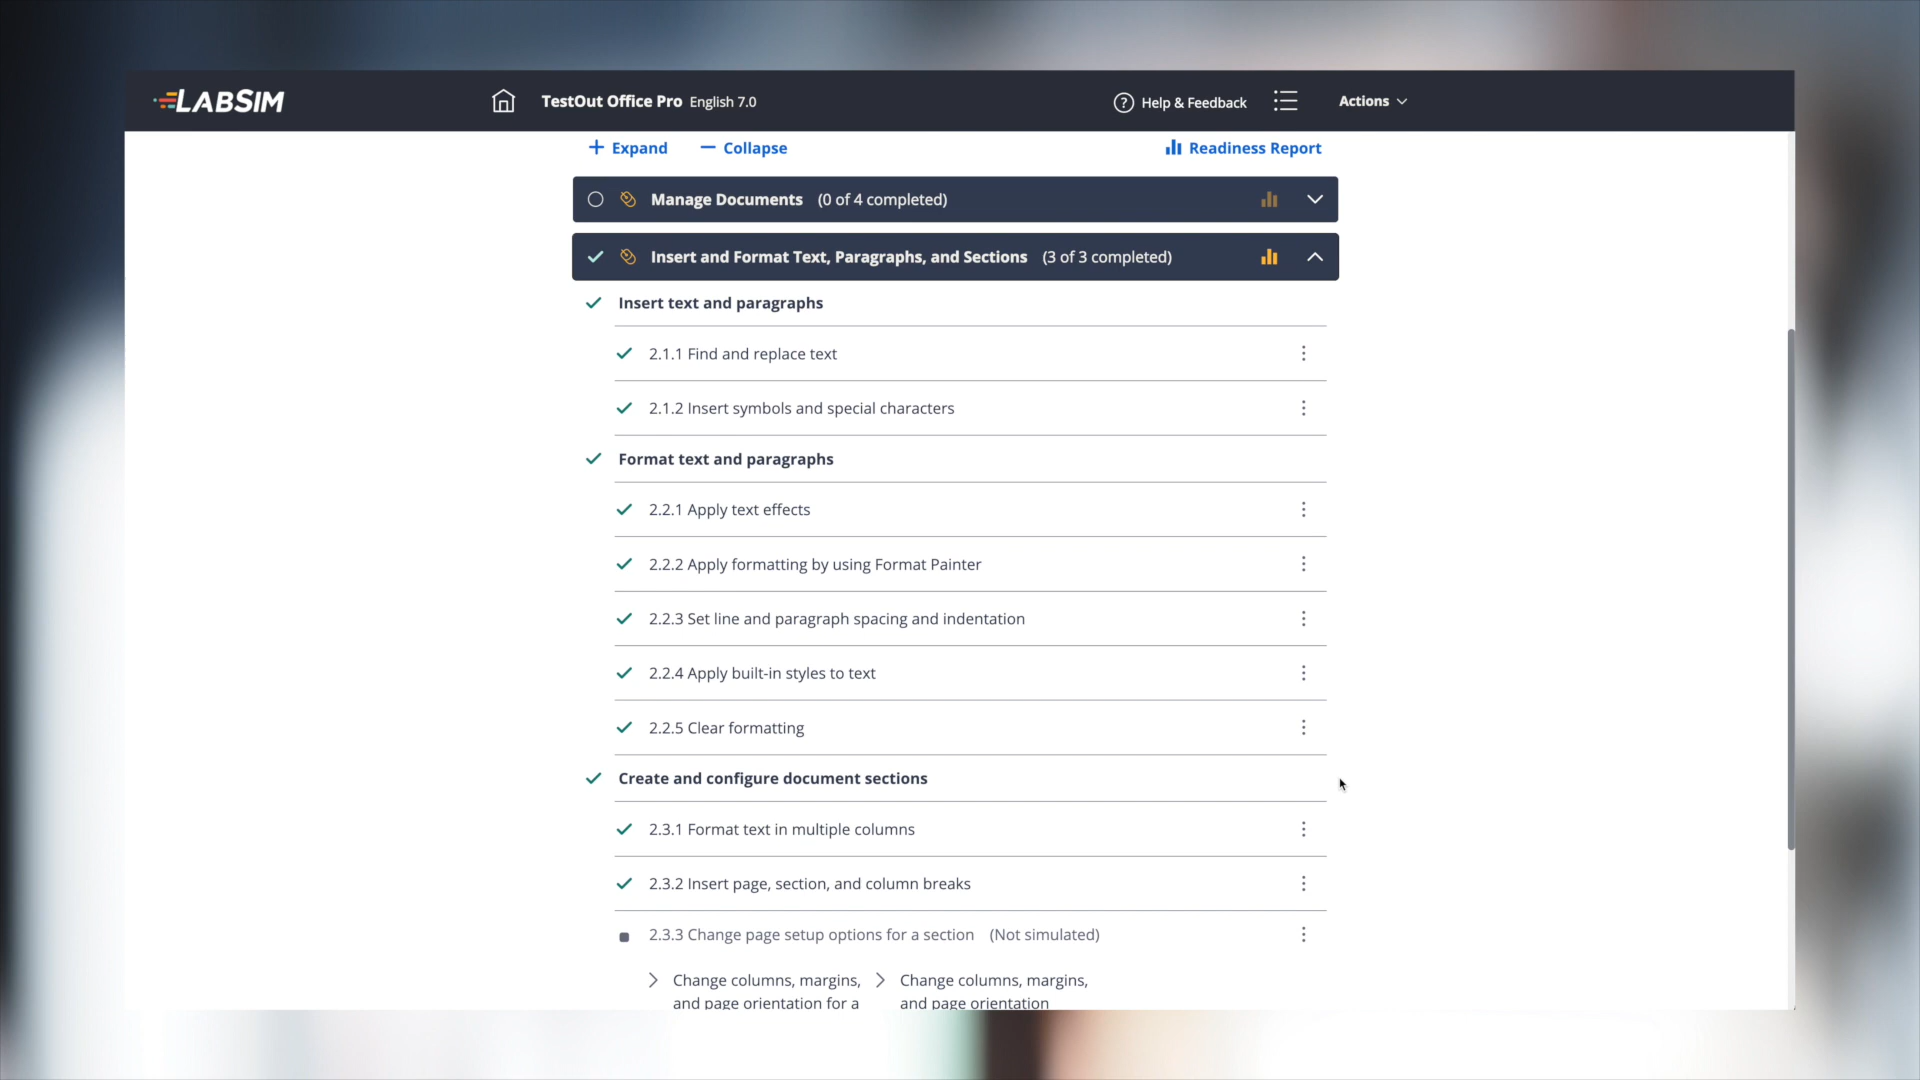 LABSIM
TestOut Office Pro English 7.0
Help & Feedback
Actions
Expand
Collapse
Readiness Report
Manage Documents (0 of 4 completed)
Insert and Format Text, Paragraphs, and Sections (3 of 3 completed)
Insert text and paragraphs
2.1.1 Find and replace text
2.1.2 Insert symbols and special characters
Format text and paragraphs
2.2.1 Apply text effects
2.2.2 Apply formatting by using Format Painter
2.2.3 Set line and paragraph spacing and indentation
2.2.4 Apply built-in styles to text
2.2.5 Clear formatting
Create and configure document sections
2.3.1 Format text in multiple columns
2.3.2 Insert page, section, and column breaks
2.3.3 Change page setup options for a section (Not simulated)
Change columns, margins,
and page orientation for a
Change columns, margins,
and page orientation